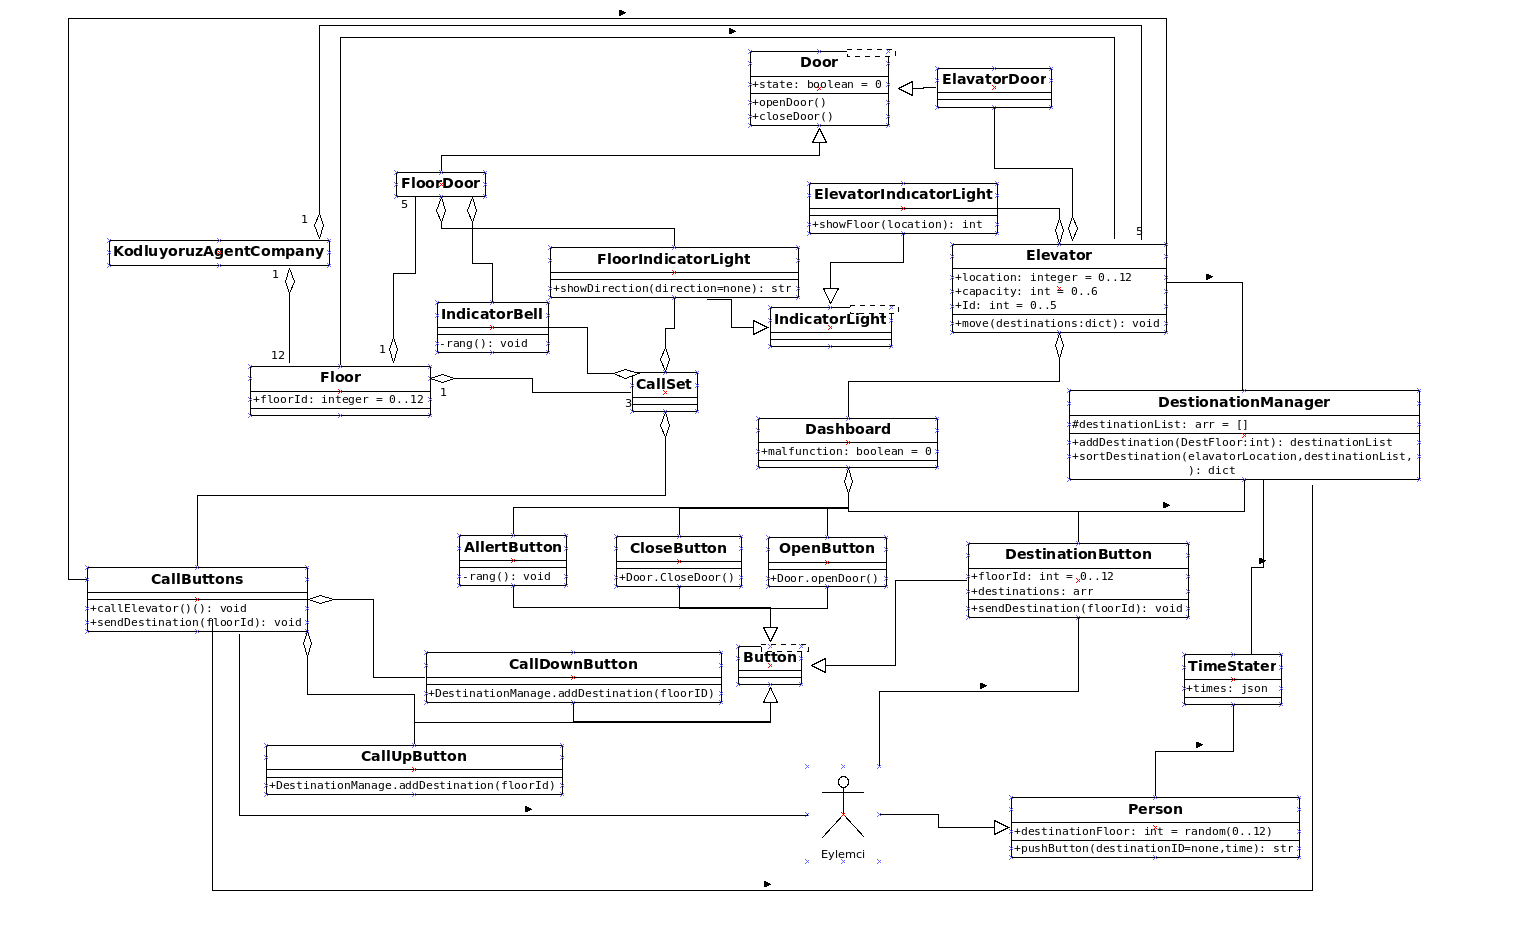 Door
+state: boolean = 0
+openDoor()
+closeDoor()
ElavatorDoor
FloorDoor
5
ElevatorIndicatorLight
+showFloor(location): int
1
5
KodluyoruzAgentCompany
1
12
FloorIndicatorLight
+showDirection(direction=none): str
Elevator
+location: integer = 0..12
+capacity: int = 0..6
+Id: int = 0..5
+move(destinations:dict): void
IndicatorBell
-rang(): void
IndicatorLight
1
Floor
+floorId: integer = 0..12
1
CallSet
3
Dashboard
+malfunction: boolean = 0
DestionationManager
#destinationList: arr = []
+addDestination(DestFloor:int): destinationList
+sortDestination(elavatorLocation,destinationList,
): dict
AllertButton
-rang(): void
CloseButton
+Door.CloseDoor()
OpenButton
+Door.openDoor()
DestinationButton
+floorId: int = 0..12
+destinations: arr
+sendDestination(floorId): void
CallButtons
+callElevator()(): void
+sendDestination(floorId): void
CallDownButton
+DestinationManage.addDestination(floorID)
Button
TimeStater
+times: json
CallUpButton
+DestinationManage.addDestination(floorId)
Eylemci
Person
+destinationFloor: int = random(0..12)
+pushButton(destinationID=none,time): str